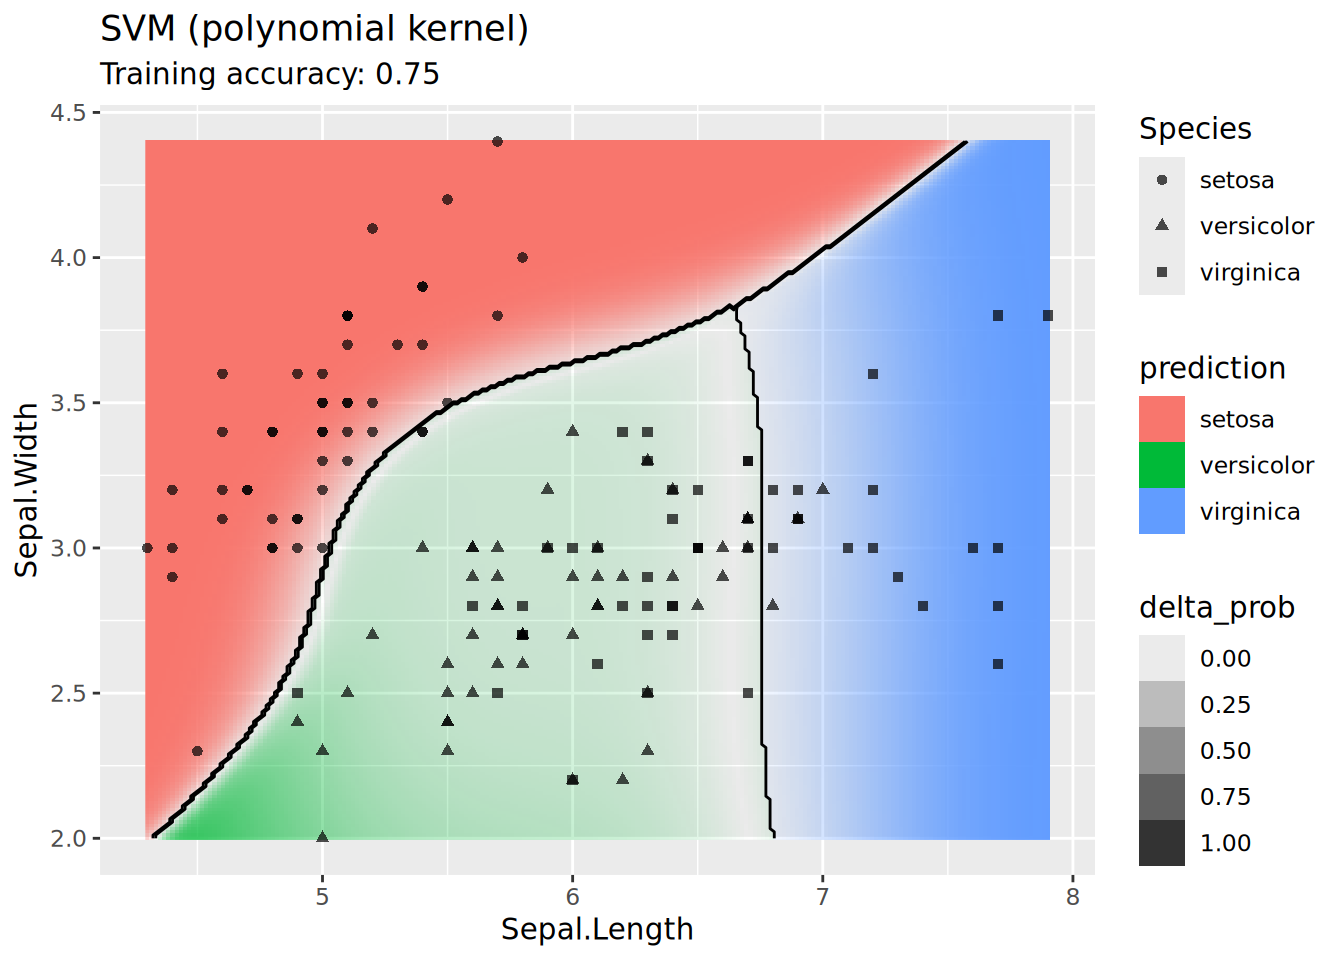 SVM (polynomial kernel)
Training accuracy: 0.75
4.5
4.0
3.5
3.0
2.5
2.0
Sepal.Width
5
6
7
8
Sepal.Length
Species
setosa
versicolor
virginica
prediction
setosa
versicolor
virginica
delta_prob
0.00
0.25
0.50
0.75
1.00